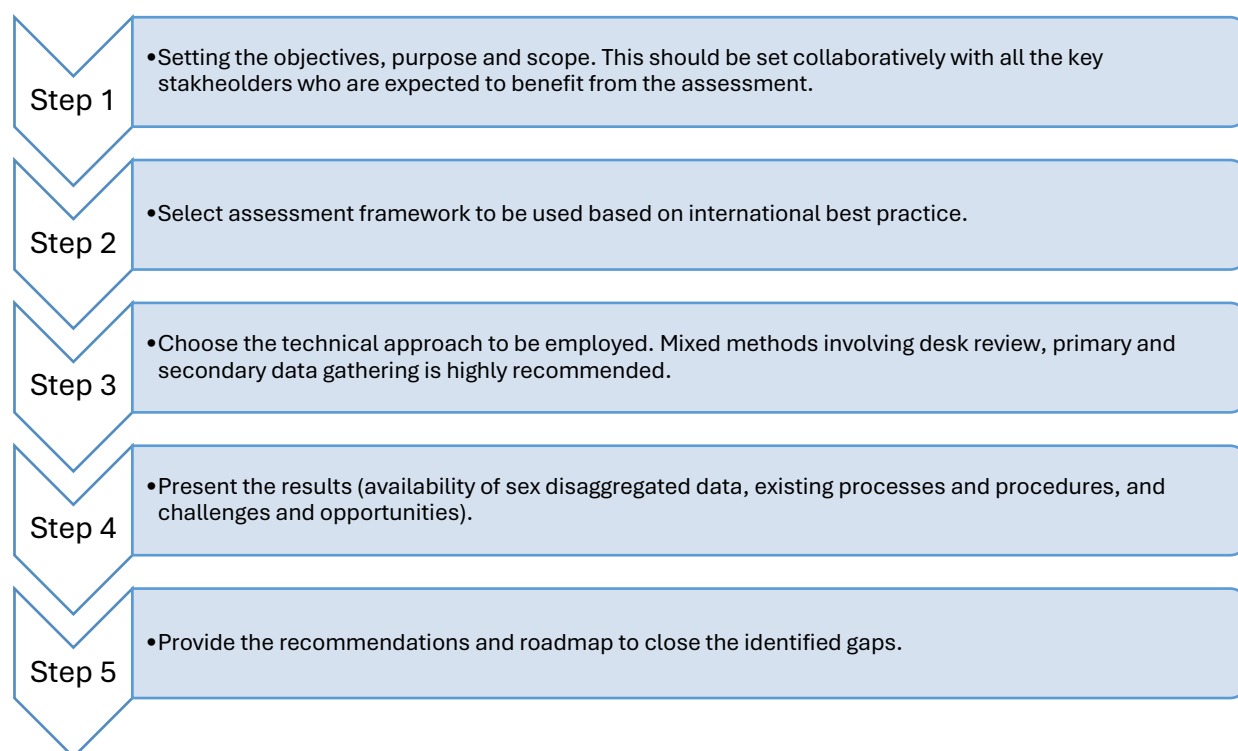 Step 1
•Setting the objectives, purpose and scope. This should be set collaboratively with all the key
stakheolders who are expected to benefit from the assessment.
Step 2
•Select assessment framework to be used based on international best practice.
Step 3
•Choose the technical approach to be employed. Mixed methods involving desk review, primary and
secondary data gathering is highly recommended.
Step 4
•Present the results (availability of sex disaggregated data, existing processes and procedures, and
challenges and opportunities).
Step 5
•Provide the recommendations and roadmap to close the identified gaps.